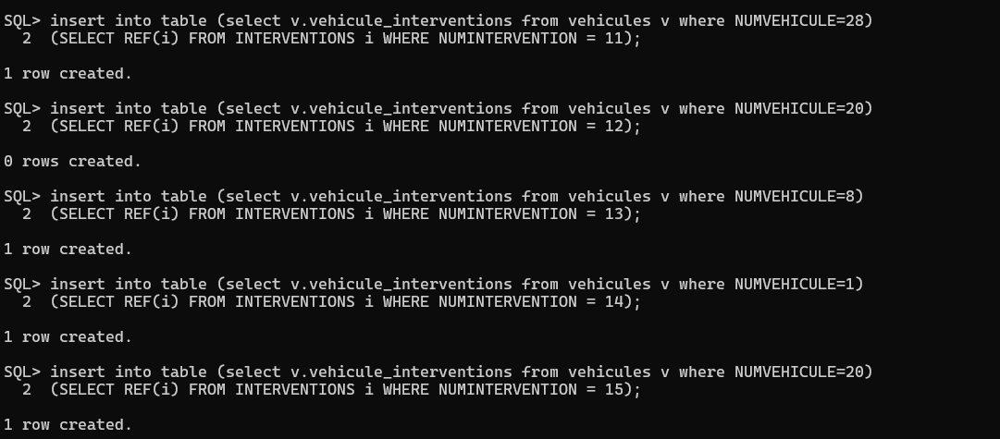 SQL> insert into table (select v.vehicule_interventions from vehicules v where NUMVEHICULE=28)
  2  (SELECT REF(i) FROM INTERVENTIONS i WHERE NUMINTERVENTION = 11);
1 row created.
SQL> insert into table (select v.vehicule_interventions from vehicules v where NUMVEHICULE=20)
  2  (SELECT REF(i) FROM INTERVENTIONS i WHERE NUMINTERVENTION = 12);
0 rows created.
SQL> insert into table (select v.vehicule_interventions from vehicules v where NUMVEHICULE=8)
  2  (SELECT REF(i) FROM INTERVENTIONS i WHERE NUMINTERVENTION = 13);
1 row created.
SQL> insert into table (select v.vehicule_interventions from vehicules v where NUMVEHICULE=1)
  2  (SELECT REF(i) FROM INTERVENTIONS i WHERE NUMINTERVENTION = 14);
1 row created.
SQL> insert into table (select v.vehicule_interventions from vehicules v where NUMVEHICULE=20)
  2  (SELECT REF(i) FROM INTERVENTIONS i WHERE NUMINTERVENTION = 15);
1 row created.